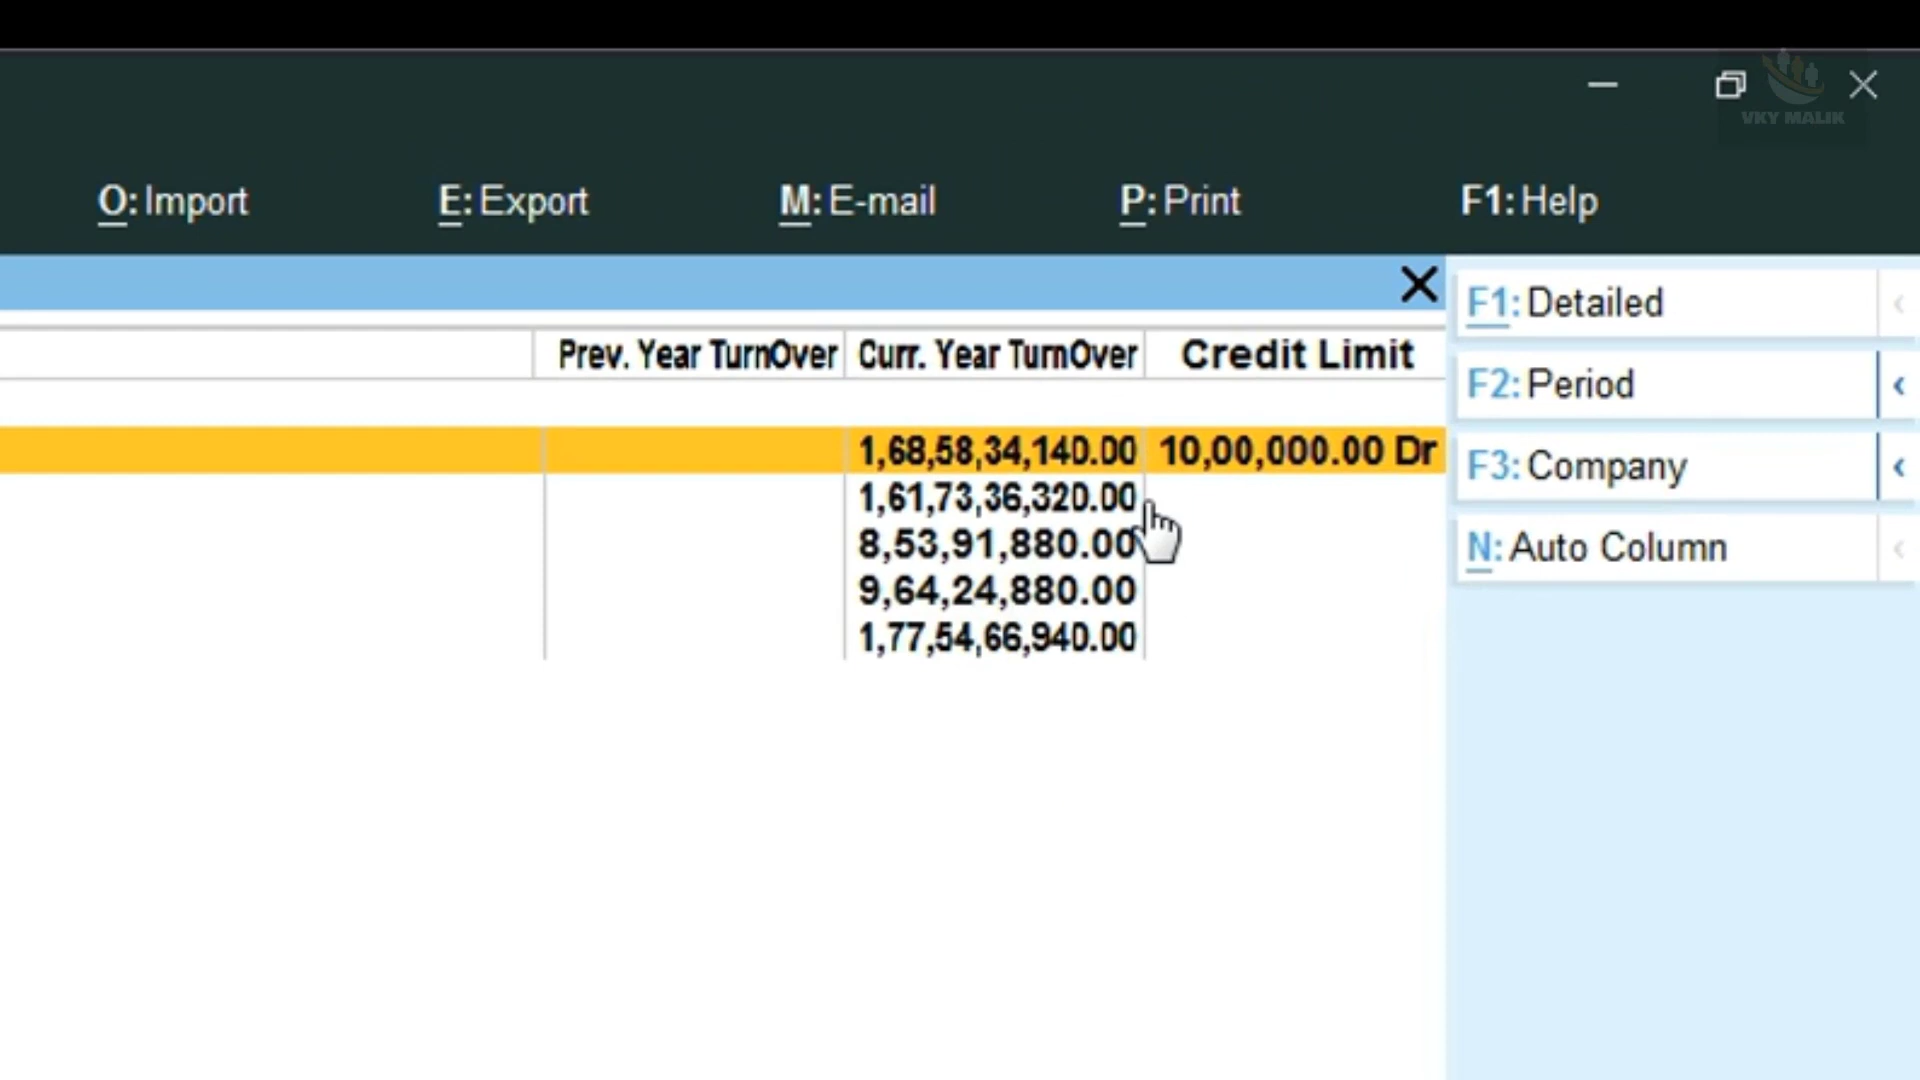 VKY MALIK
O: Import E: Export M: E-mail P: Print F1: Help
F1: Detailed
Prev. Year TurnOver Curr. Year TurnOver Credit Limit
F2: Period
1,68,58,34,140.00 10,00,000.00 Dr
F3: Company
1,61,73,36,320.00
8,53,91,880.00
N: Auto Column
9,64,24,880.00
1,77,54,66,940.00